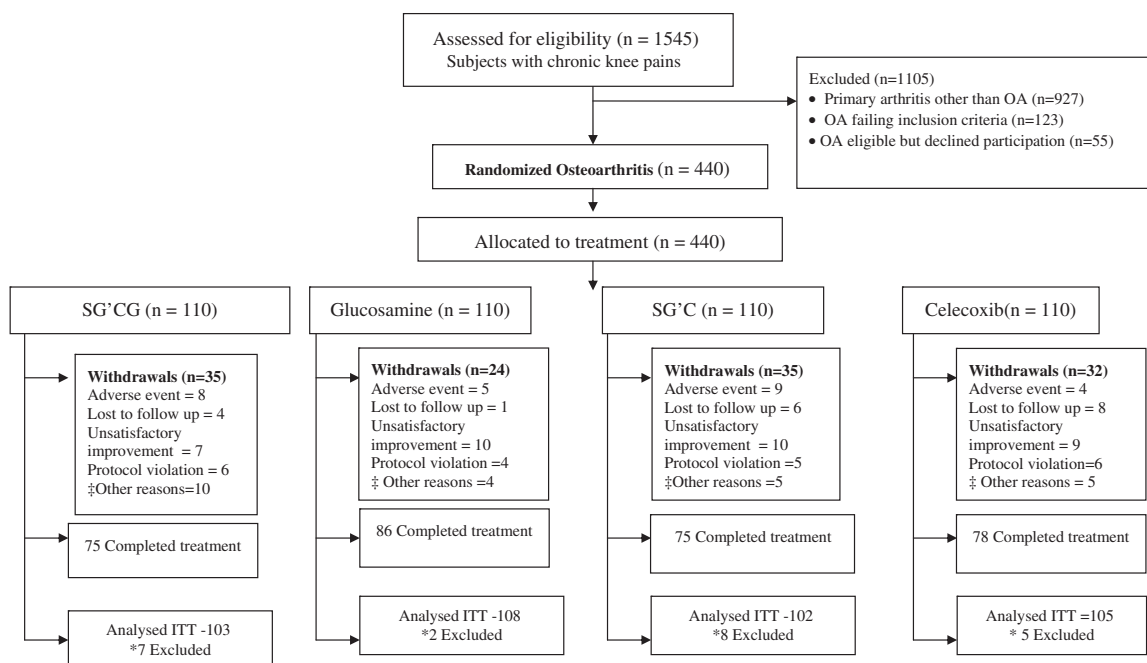 Assessed for eligibility (n = 1545)
Subjects with chronic knee pains
Excluded (n=1105)
• Primary arthritis other than OA (n=927)
• OA failing inclusion criteria (n=123)
• OA eligible but declined participation (n=55)
Randomized Osteoarthritis (n = 440)
Allocated to treatment (n = 440)
SG’CG (n = 110)
Withdrawals (n=35)
Adverse event = 8
Lost to follow up = 4
Unsatisfactory
improvement = 7
Protocol violation = 6
‡Other reasons=10
75 Completed treatment
Analysed ITT -103
*7 Excluded
Glucosamine (n = 110)
Withdrawals (n=24)
Adverse event = 5
Lost to follow up = 1
Unsatisfactory
improvement = 10
Protocol violation =4
‡ Other reasons =4
86 Completed treatment
Analysed ITT -108
*2 Excluded
SG’C (n = 110)
Withdrawals (n=35)
Adverse event = 9
Lost to follow up = 6
Unsatisfactory
improvement = 10
Protocol violation =5
‡Other reasons =5
75 Completed treatment
Analysed ITT -102
*8 Excluded
Celecoxib(n = 110)
Withdrawals (n=32)
Adverse event = 4
Lost to follow up = 8
Unsatisfactory
improvement = 9
Protocol violation=6
‡ Other reasons = 5
78 Completed treatment
Analysed ITT =105
* 5 Excluded